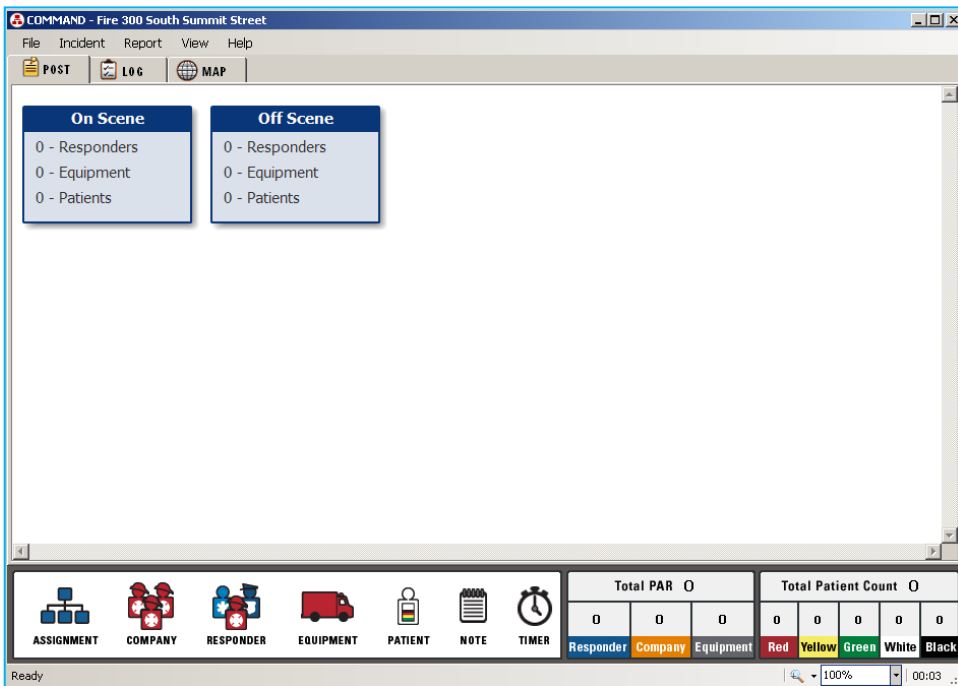 COMMAND - Fire 300 South Summit Street
File Incident Report View Help
POST LOG MAP
On Scene
0 - Responders
0 - Equipment
0 - Patients
Off Scene
0 - Responders
0 - Equipment
0 - Patients
ASSIGNMENT COMPANY RESPONDER EQUIPMENT PATIENT NOTE TIMER
Total PAR 0
0 0 0
Responder Company Equipment
Total Patient Count 0
0 0 0 0 0
Red Yellow Green White Black
Ready 100% 00:03